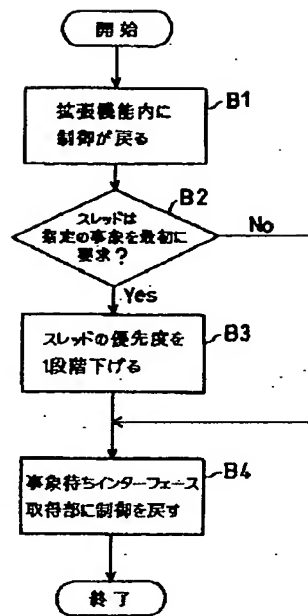 開始
拡張機能内に
制御が戻る
B1
スレッドは
指定の事象を最初に
要求?
B2
No
Yes
スレッドの優先度を
1段階下げる
B3
事象待ちインターフェース
取得部に制御を戻す
B4
終了